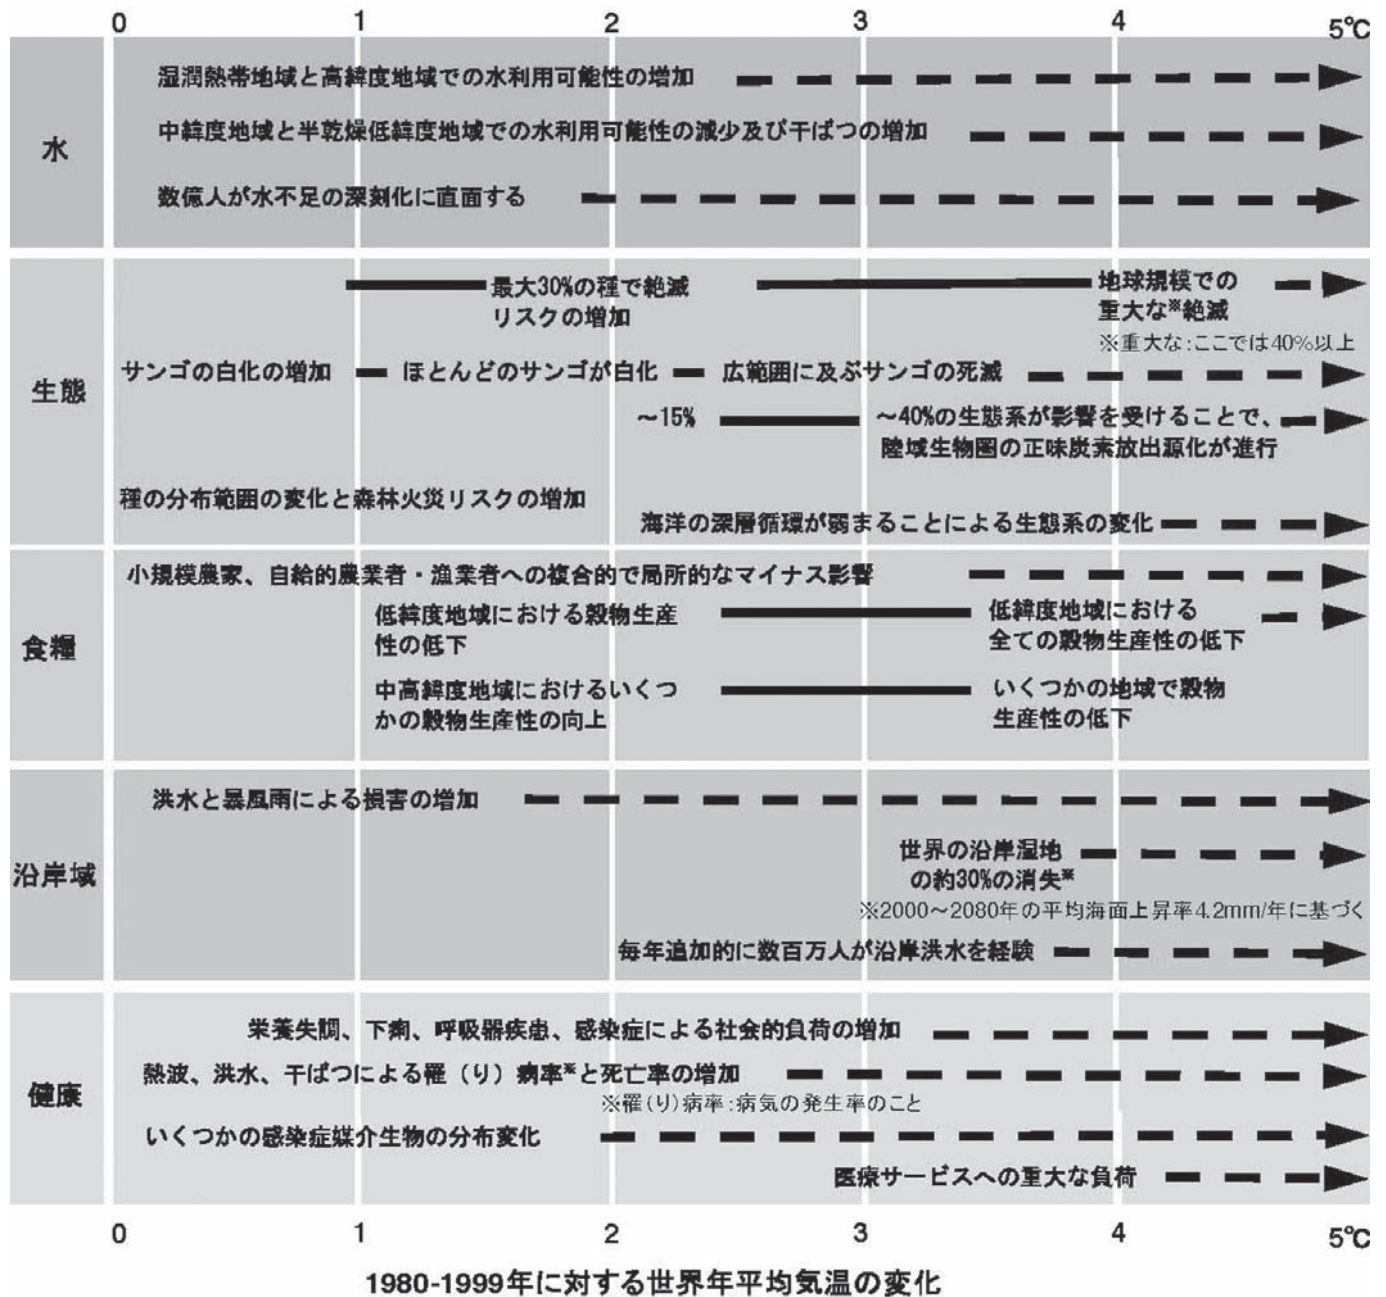 0 1 2 3 4 5℃
水
湿潤熱帯地域と高緯度地域での水利用可能性の増加
中緯度地域と半乾燥低緯度地域での水利用可能性の減少及び干ばつの増加
数億人が水不足の深刻化に直面する
生態
最大30%の種で絶滅
リスクの増加
地球規模での
重大な※絶滅
※重大な:ここでは40%以上
サンゴの白化の増加 ほとんどのサンゴが白化 広範囲に及ぶサンゴの死滅
～15% ～40%の生態系が影響を受けることで、
陸域生物圏の正味炭素放出源化が進行
種の分布範囲の変化と森林火災リスクの増加
海洋の深層循環が弱まることによる生態系の変化
食糧
小規模農家、自給的農業者・漁業者への複合的で局所的なマイナス影響
低緯度地域における穀物生産
性の低下
低緯度地域における
全ての穀物生産性の低下
中高緯度地域におけるいくつ
かの穀物生産性の向上
いくつかの地域で穀物
生産性の低下
沿岸域
洪水と暴風雨による損害の増加
世界の沿岸湿地
の約30%の消失※
※2000～2080年の平均海面上昇率4.2mm/年に基づく
毎年追加的に数百万人が沿岸洪水を経験
健康
栄養失調、下痢、呼吸器疾患、感染症による社会的負荷の増加
熱波、洪水、干ばつによる罹（り）病率※と死亡率の増加
※罹(り)病率:病気の発生率のこと
いくつかの感染症媒介生物の分布変化
医療サービスへの重大な負荷
0 1 2 3 4 5℃
1980-1999年に対する世界年平均気温の変化